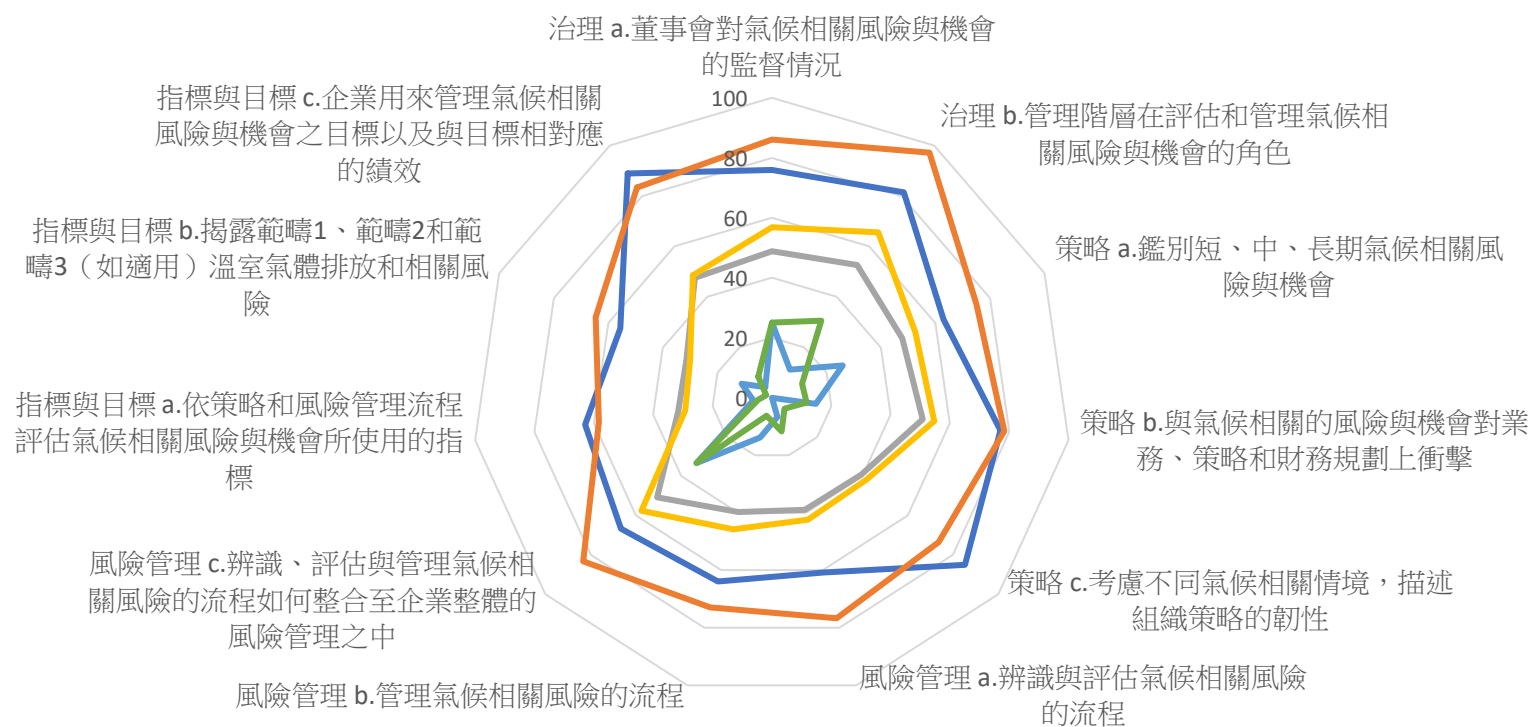 治理 a.董事會對氣候相關風險與機會
的監督情況
治理 b.管理階層在評估和管理氣候相
關風險與機會的角色
策略 a.鑑別短、中、長期氣候相關風
險與機會
策略 b.與氣候相關的風險與機會對業
務、策略和財務規劃上衝擊
策略 c.考慮不同氣候相關情境，描述
組織策略的韌性
風險管理 a.辨識與評估氣候相關風險
的流程
風險管理 b.管理氣候相關風險的流程
風險管理 c.辨識、評估與管理氣候相
關風險的流程如何整合至企業整體的
風險管理之中
指標與目標 a.依策略和風險管理流程
評估氣候相關風險與機會所使用的指
標
指標與目標 b.揭露範疇1、範疇2和範
疇3（如適用）溫室氣體排放和相關風
險
指標與目標 c.企業用來管理氣候相關
風險與機會之目標以及與目標相對應
的績效
100
80
60
40
20
0